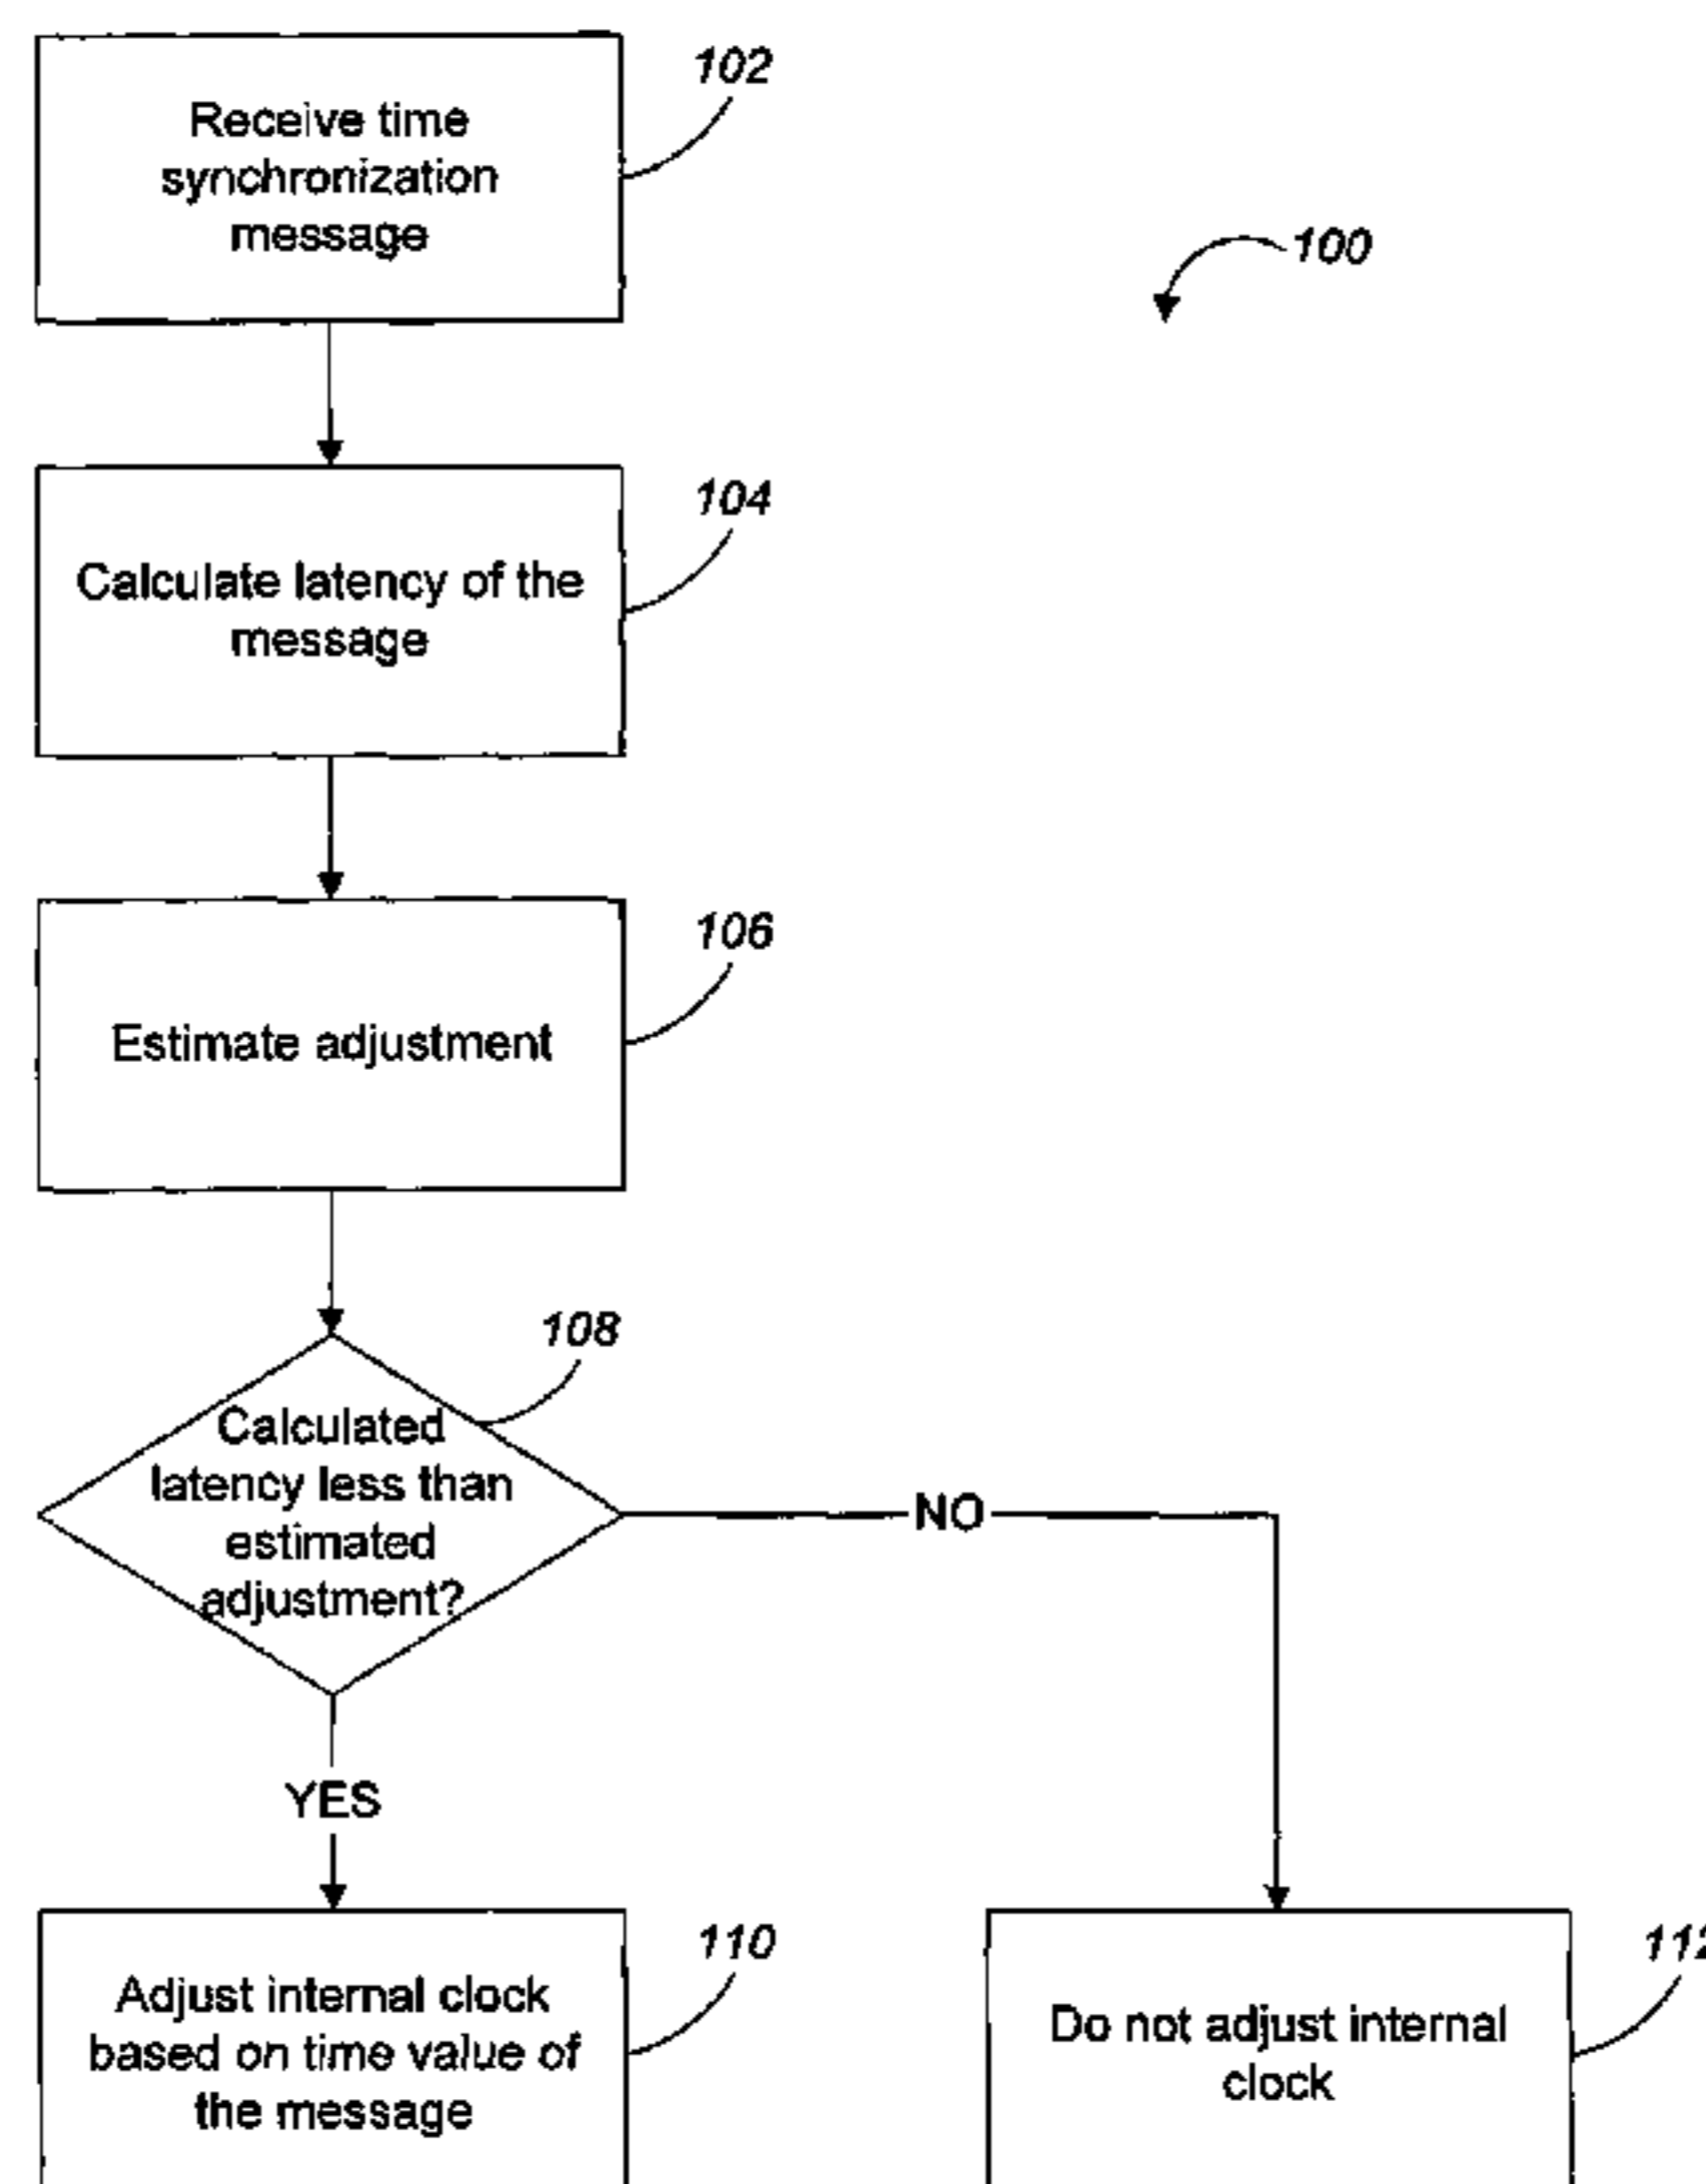 102
Receive time
synchronization
message
100
104
Calculate latency of the
message
106
Estimate adjustment
108
Calculated
latency less than
estimated
adjustment?
NO
YES
110
Adjust internal clock
based on time value of
the message
112
Do not adjust internal
clock